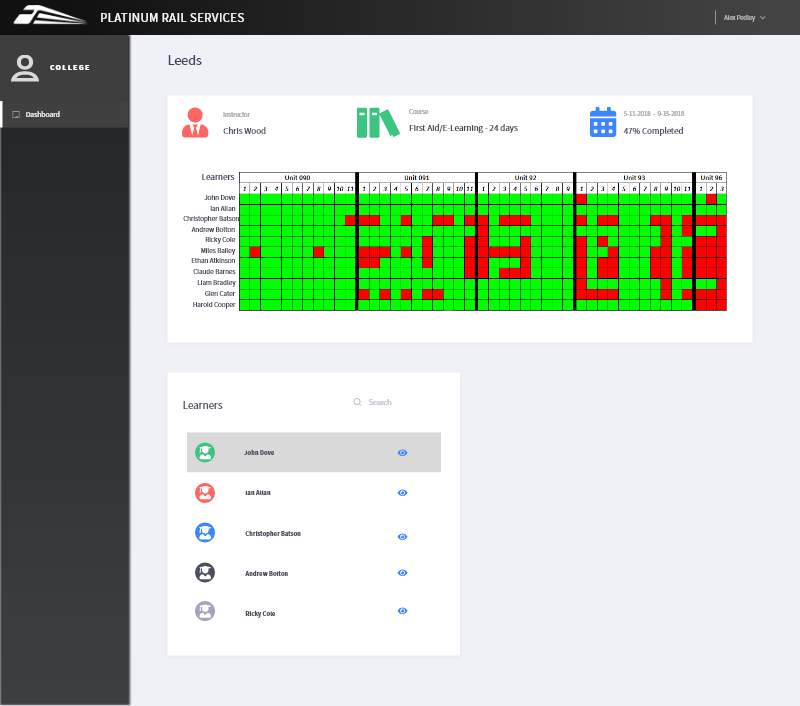 PLATINUM RAIL SERVICES
Alex Pedley
COLLEGE
Dashboard
Leeds
Instructor
Chris Wood
Course
First Aid/E-Learning - 24 days
5-11-2018 - 9-15-2018
47% Completed
Learners Unit 090 Unit 091 Unit 92 Unit 93 Unit 96
1 2 3 4 5 6 7 8 9 10 11 1 2 3 4 5 6 7 8 9 10 11 1 2 3 4 5 6 7 8 9 1 2 3 4 5 6 7 8 9 10 11 1 2 3
John Dove
Ian Allan
Christopher Batson
Andrew Bolton
Ricky Cole
Miles Bailey
Ethan Atkinson
Claude Barnes
Liam Bradley
Glen Cater
Harold Cooper
Learners
Search
John Dove
Ian Allan
Christopher Batson
Andrew Bolton
Ricky Cole